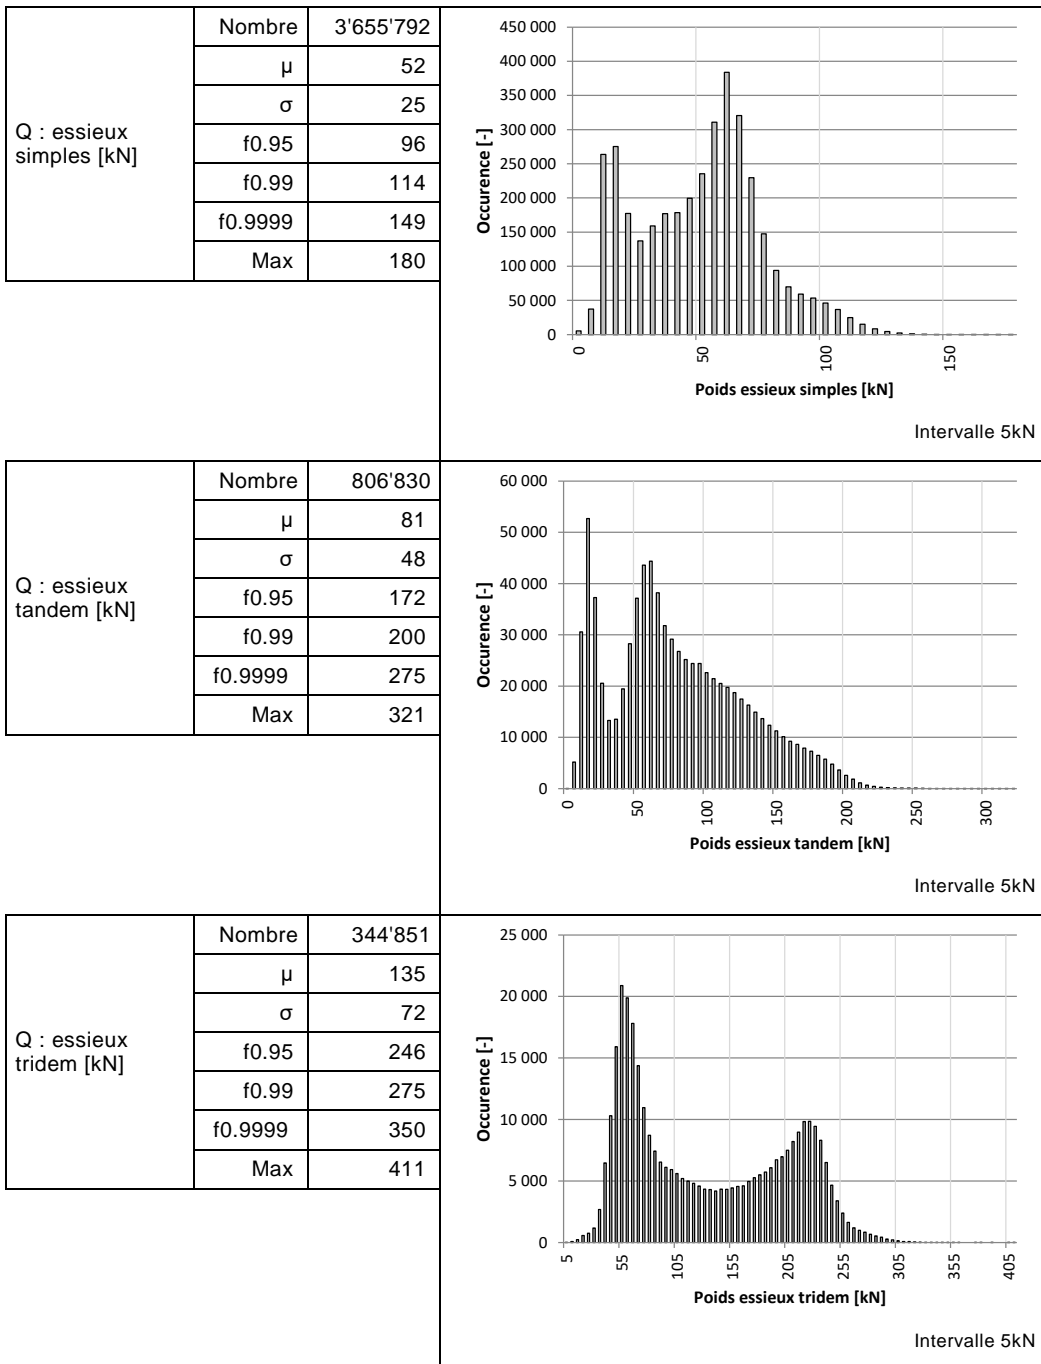 Q : essieux
simples [kN]
Nombre 3'655'792
µ 52
σ 25
f0.95 96
f0.99 114
f0.9999 149
Max 180
450 000
400 000
350 000
300 000
250 000
200 000
150 000
100 000
50 000
0
Occurence [-]
0 50 100 150
Poids essieux simples [kN]
Intervalle 5kN
Q : essieux
tandem [kN]
Nombre 806'830
µ 81
σ 48
f0.95 172
f0.99 200
f0.9999 275
Max 321
60 000
50 000
40 000
30 000
20 000
10 000
0
Occurence [-]
0 50 100 150 200 250 300
Poids essieux tandem [kN]
Intervalle 5kN
Q : essieux
tridem [kN]
Nombre 344'851
µ 135
σ 72
f0.95 246
f0.99 275
f0.9999 350
Max 411
25 000
20 000
15 000
10 000
5 000
0
Occurence [-]
5 55 105 155 205 255 305 355 405
Poids essieux tridem [kN]
Intervalle 5kN